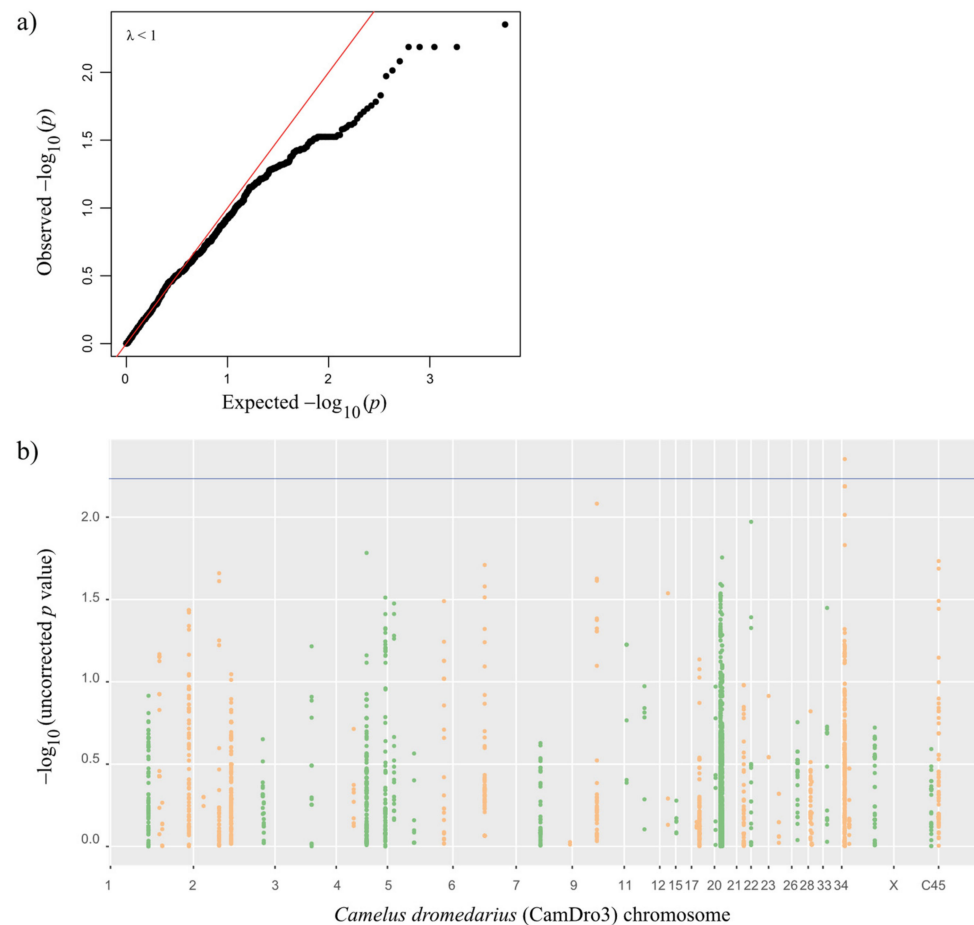 a)
λ < 1
Observed −log10(p)
2.0
1.5
1.0
0.5
0.0
0 1 2 3
Expected −log10(p)
b)
−log10 (uncorrected p value)
2.0
1.5
1.0
0.5
0.0
1 2 3 4 5 6 7 9 11 12 15 17 20 21 22 23 26 28 33 34 X C45
Camelus dromedarius (CamDro3) chromosome